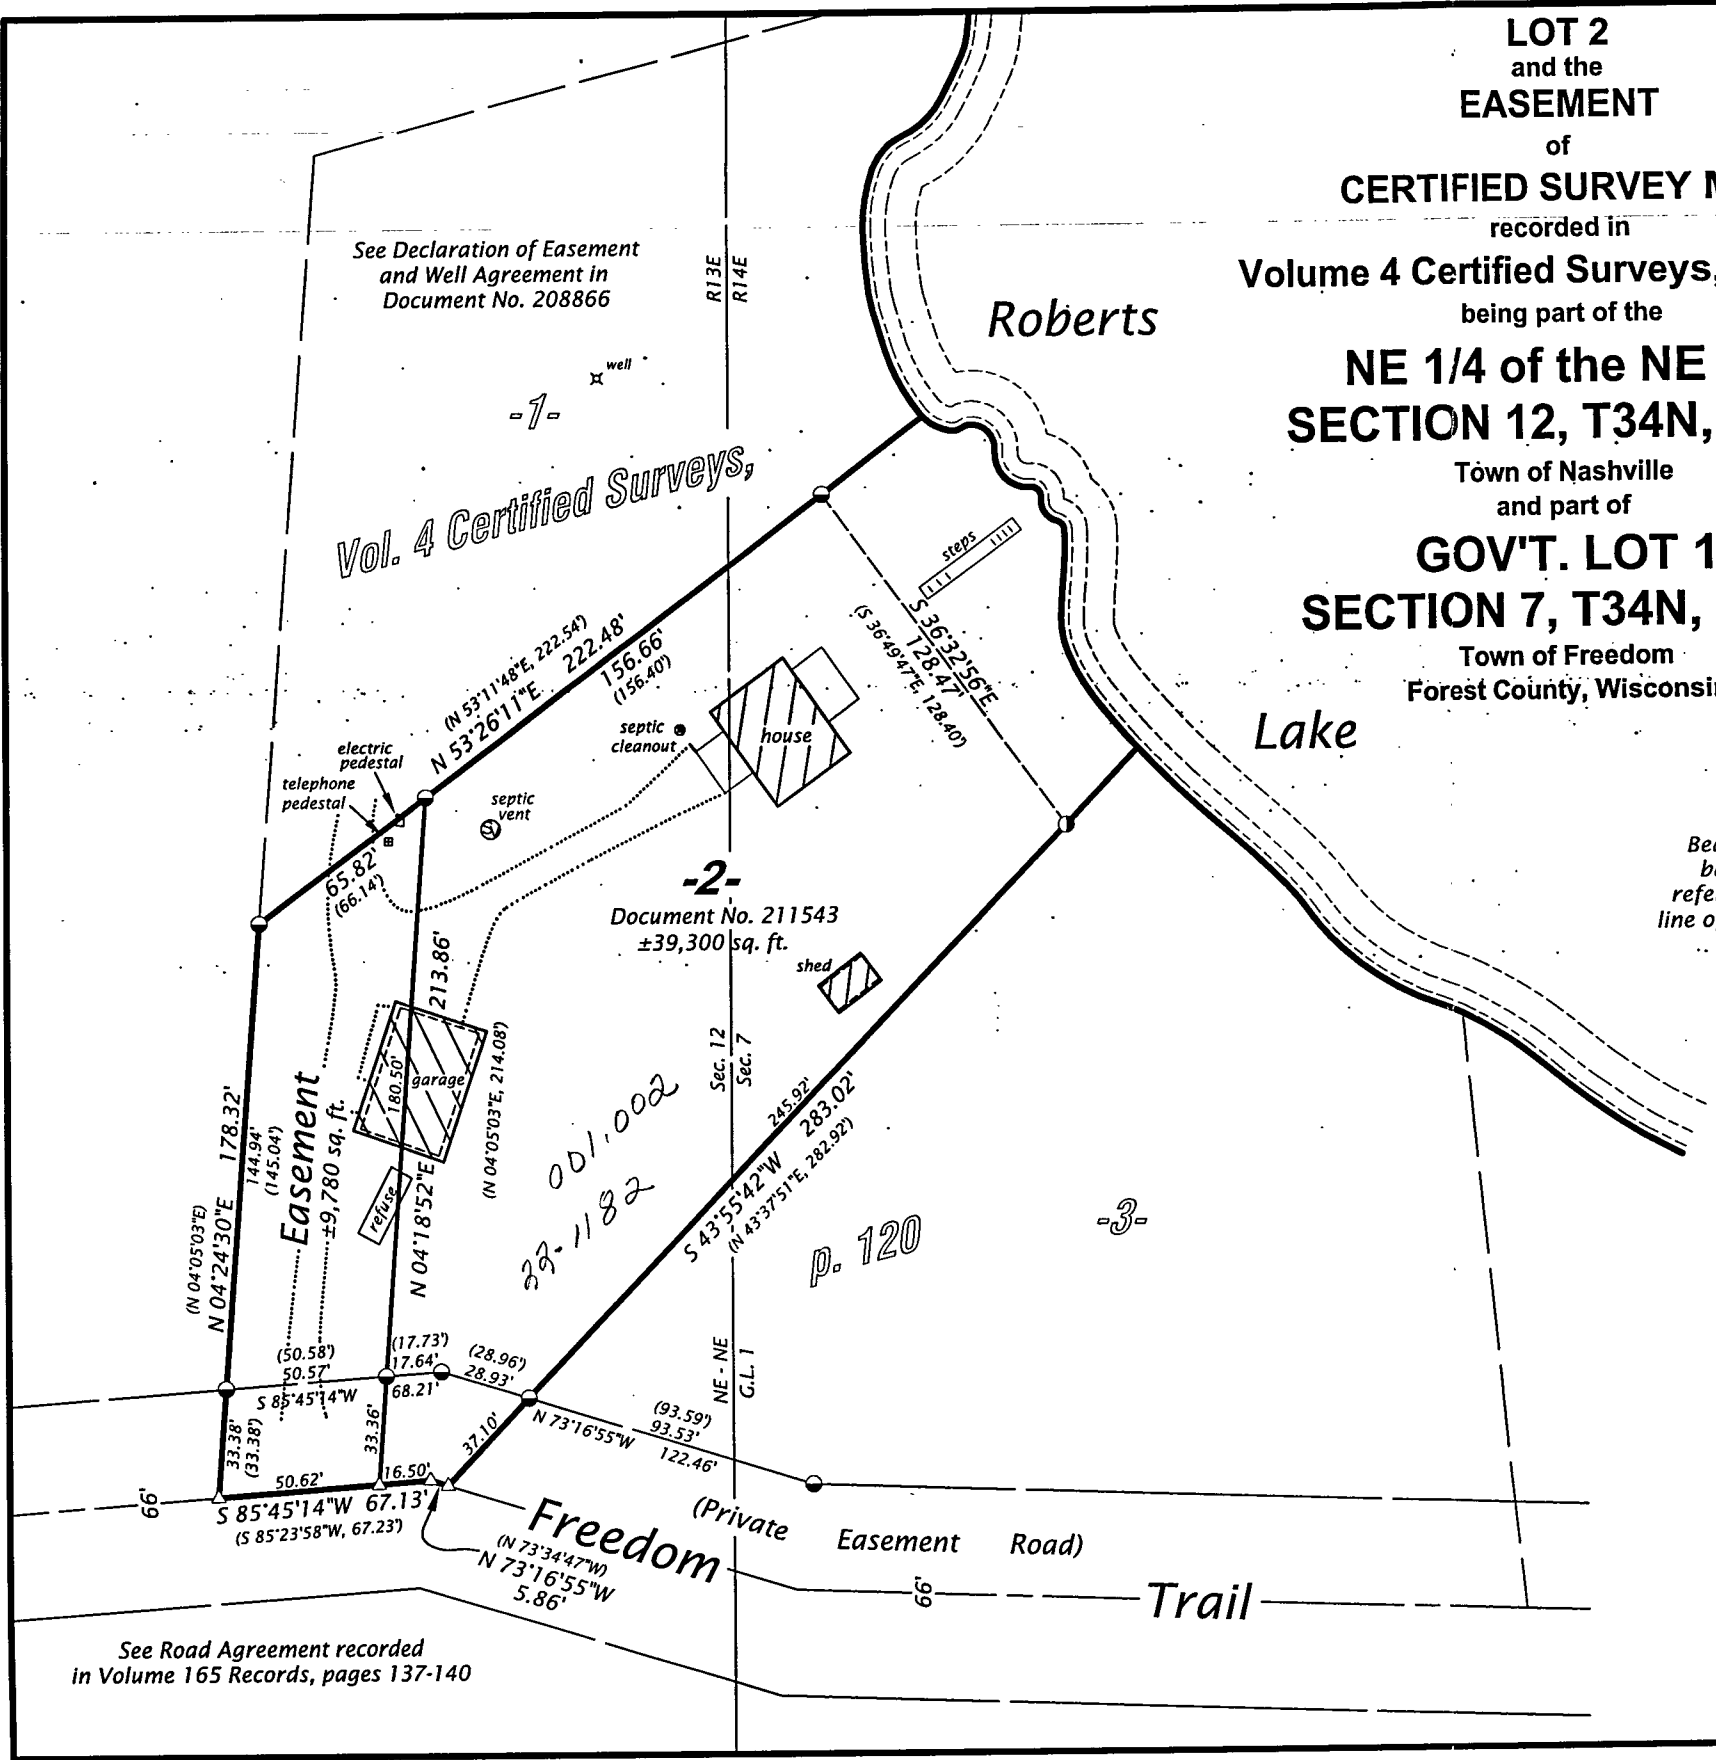 LOT 2
and the
EASEMENT
of
CERTIFIED SURVEY
recorded in
Volume 4 Certified Surveys,
being part of the
NE 1/4 of the NE
SECTION 12, T34N,
Town of Nashville
and part of
GOV'T. LOT 1
SECTION 7, T34N,
Town of Freedom
Forest County, Wisconsin
See Declaration of Easement
and Well Agreement in
Document No. 208866
R13E
R14E
Roberts
Lake
well
-1-
Vol. 4 Certified Surveys,
steps
S 36°32'56"E
128.47'
(S 36°49'47"E, 128.40')
(N 53°11'48"E, 222.54')
N 53°26'11"E 222.48'
156.66'
(156.40')
septic
cleanout
house
electric
pedestal
telephone
pedestal
septic
vent
SV
65.82'
(66.14')
-2-
Document No. 211543
±39,300 sq. ft.
shed
213.86'
garage
180.50'
(N 04°05'03"E, 214.08')
N 04°18'52"E
refuse
Sec. 12
Sec. 7
001.002
22-1182
245.92'
S 43°55'42"W 283.02'
(N 43°37'51"E, 282.92')
p. 120
-3-
Easement
±9,780 sq. ft.
(N 04°05'03"E)
N 04°24'30"E 178.32'
144.94'
(145.04')
(50.58')
50.57'
S 85°45'14"W
(17.73')
17.64'
68.21'
(28.96')
28.93'
NE - NE
G.L. 1
N 73°16'55"W
(93.59')
93.53'
122.46'
33.38'
(33.38')
33.36'
37.10'
50.62'
16.50'
S 85°45'14"W 67.13'
(S 85°23'58"W, 67.23')
66'
Freedom
(Private Easement Road)
(N 73°34'47"W)
N 73°16'55"W
5.86'
66'
Trail
See Road Agreement recorded
in Volume 165 Records, pages 137-140
line